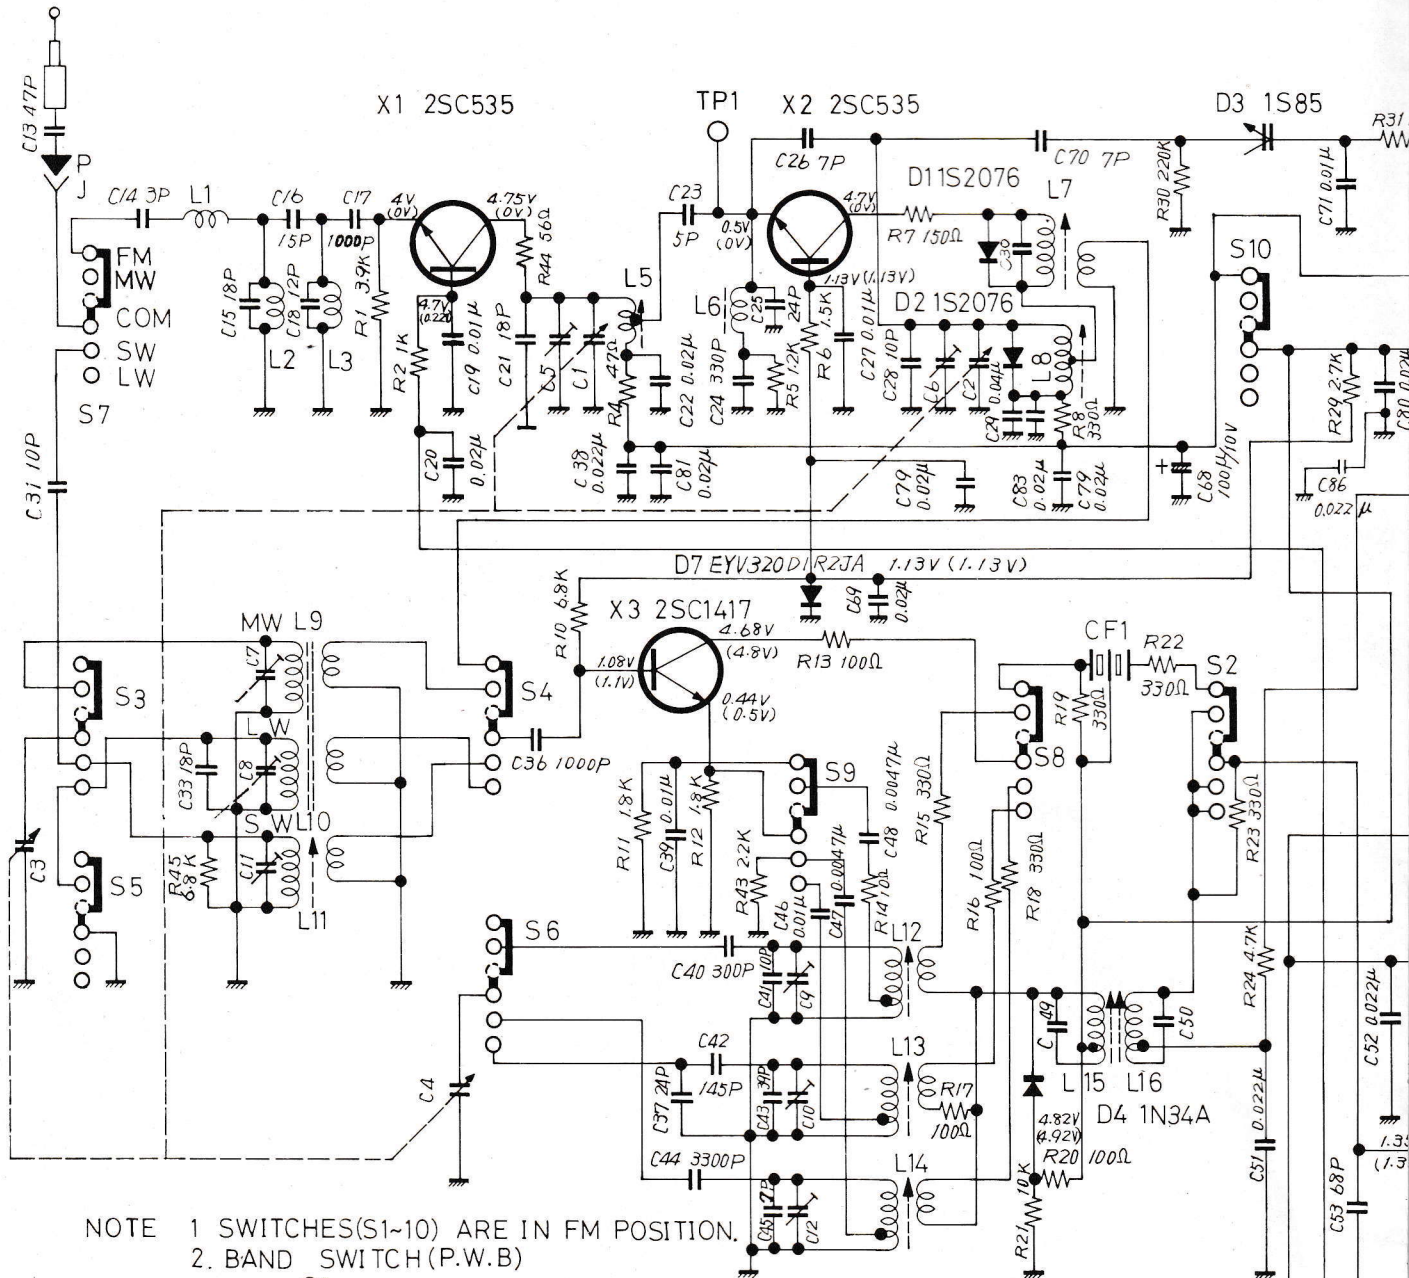 C13 47P
P
J
C14 3P
L1
C16
15P
C17
1000P
X1 2SC535
4V
(0V)
4.75V
(0V)
R44 56Ω
TP1
X2 2SC535
C26 7P
C70 7P
D3 1S85
R31
R30 220K
C71 0.01μ
FM
MW
COM
SW
LW
S7
C15 18P
L2
C18 12P
L3
R1 3.9K
R2 1K
4.7V
C19 0.01μ
C21 18P
C5
C1
R4 47Ω
L5
C23
5P
0.5V
(0V)
4.7V
(0V)
D1 1S2076
R7 150Ω
C30
L7
S10
1.13V (1.13V)
L6
C25
24P
C22 0.02μ
C24 330P
R5 1.2K
R6 1.5K
C27 0.01μ
D2 1S2076
C28 10P
C6
C2
0.04μ
C29
L8
R8
330Ω
C20
0.02μ
C38
0.022μ
C81
0.02μ
C79
0.02μ
C83
0.02μ
C79
0.02μ
+
C68
100μ/10V
R29 2.7K
C80 0.02μ
C86
0.022μ
C31 10P
D7 EYV320D1R2JA
1.13V (1.13V)
C69
0.02μ
R10 6.8K
X3 2SC1417
4.68V
(4.8V)
R13 100Ω
1.08V
(1.1V)
0.44V
(0.5V)
CF1
R22
330Ω
R19
330Ω
S2
S8
MW L9
C7
S3
S4
LW
C33 18P
C8
C36 1000P
SW
L10
R45
6.8K
C11
L11
C3
S5
S6
R11 1.8K
C39 0.01μ
R12 1.8K
S9
R43 2.2K
C46
0.01μ
C47 0.0047μ
C48 0.0047μ
R14 10Ω
R15 330Ω
R16 100Ω
R18 330Ω
R23 330Ω
R24 4.7K
L12
C40 300P
C41 10P
C9
C49
C50
L15
L16
D4 1N34A
C52 0.022μ
C4
C42
145P
C37 24P
C43 39P
C10
L13
R17
100Ω
4.82V
(4.92V)
R20 100Ω
R21 10K
C51 0.022μ
C53 68P
C44 3300P
C45 7P
C12
L14
NOTE 1 SWITCHES(S1~10) ARE IN FM POSITION.
2. BAND SWITCH (P.W.B)